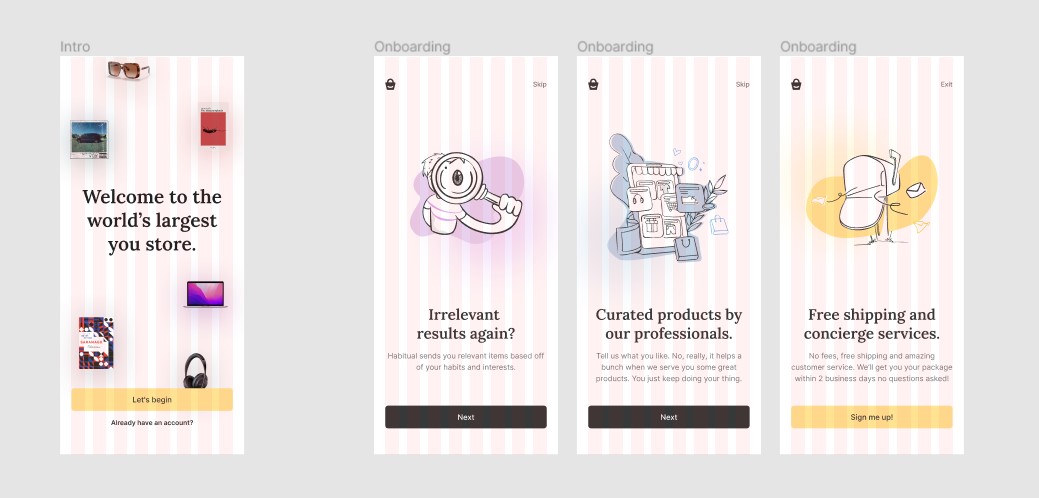 Intro
Onboarding
Onboarding
Onboarding
Welcome to the
world's largest
you store.
Let's begin
Already have an account?
Skip
Irrelevant
results again?
Habitual sends you relevant items based off
of your habits and interests.
Next
Skip
Curated products by
our professionals.
Tell us what you like. No, really, it helps a
bunch when we serve you some great
products. You just keep doing your thing.
Next
Exit
Free shipping and
concierge services.
No fees, free shipping and amazing
customer service. We'll get you your package
within 2 business days no questions asked!
Sign me up!